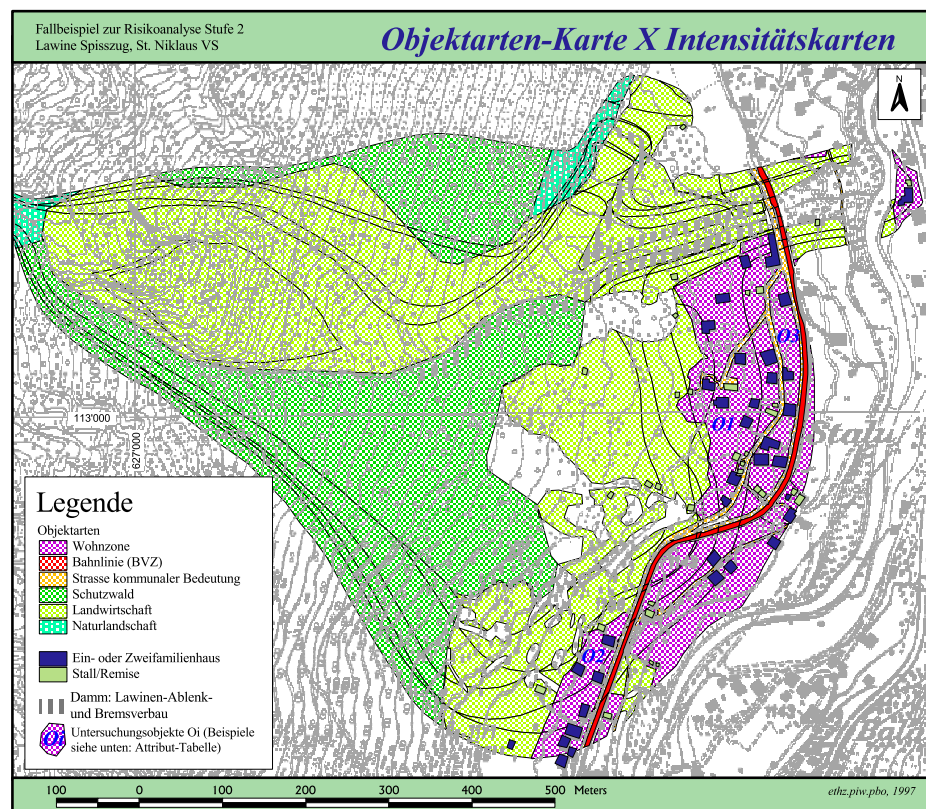 Fallbeispiel zur Risikoanalyse Stufe 2
Lawine Spisszug, St. Niklaus VS
Objektarten-Karte X Intensitätskarten
N
O3
O1
113'000
627'000
O2
Legende
Objektarten
Wohnzone
Bahnlinie (BVZ)
Strasse kommunaler Bedeutung
Schutzwald
Landwirtschaft
Naturlandschaft
Ein- oder Zweifamilienhaus
Stall/Remise
Damm: Lawinen-Ablenk-
und Bremsverbau
Oi Untersuchungsobjekte Oi (Beispiele
siehe unten: Attribut-Tabelle)
100 0 100 200 300 400 500 Meters
ethz.piw.pbo, 1997